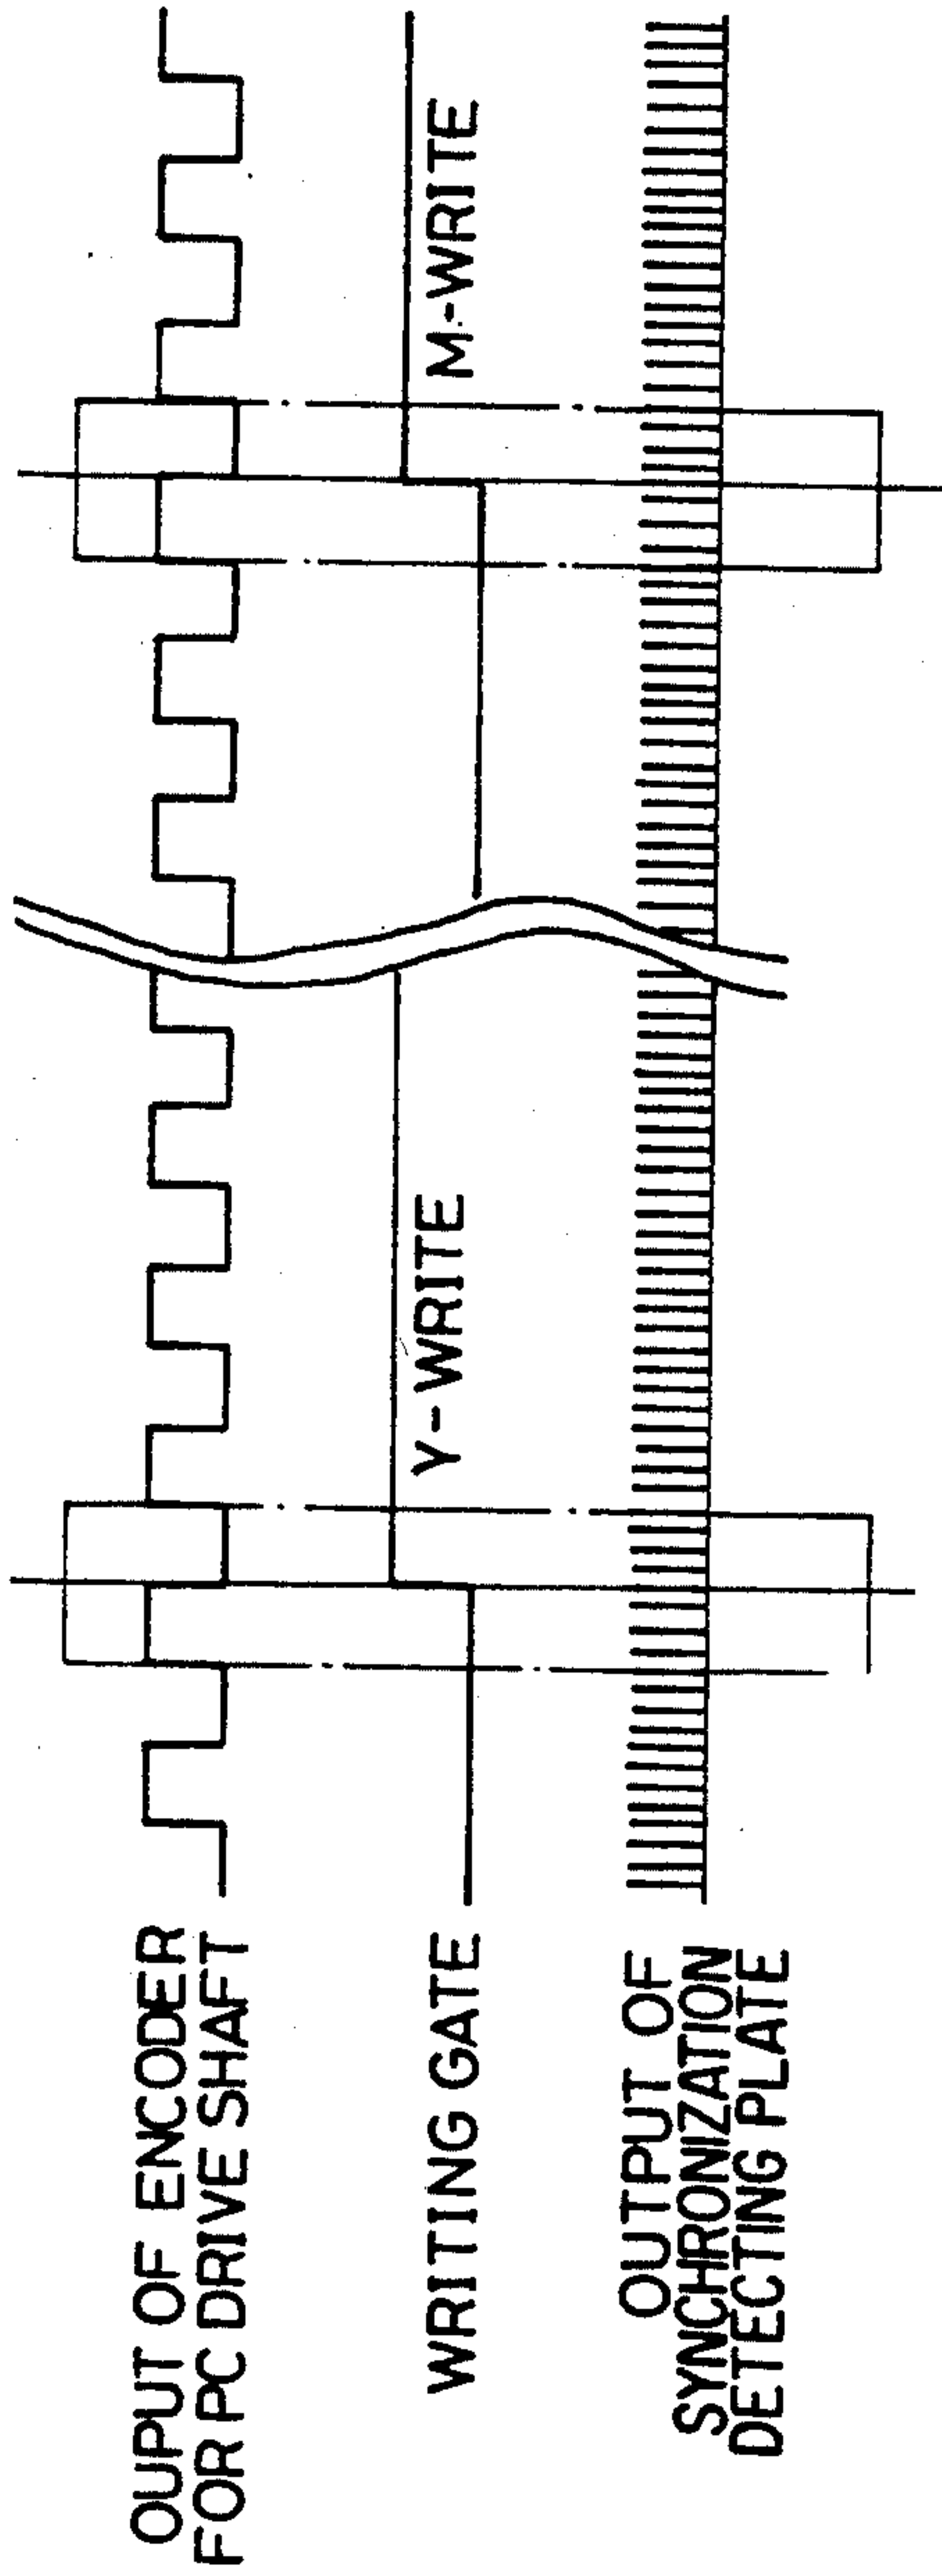 OUPUT OF ENCODER
FOR PC DRIVE SHAFT
WRITING GATE
Y-WRITE
M-WRITE
OUTPUT OF
SYNCHRONIZATION
DETECTING PLATE